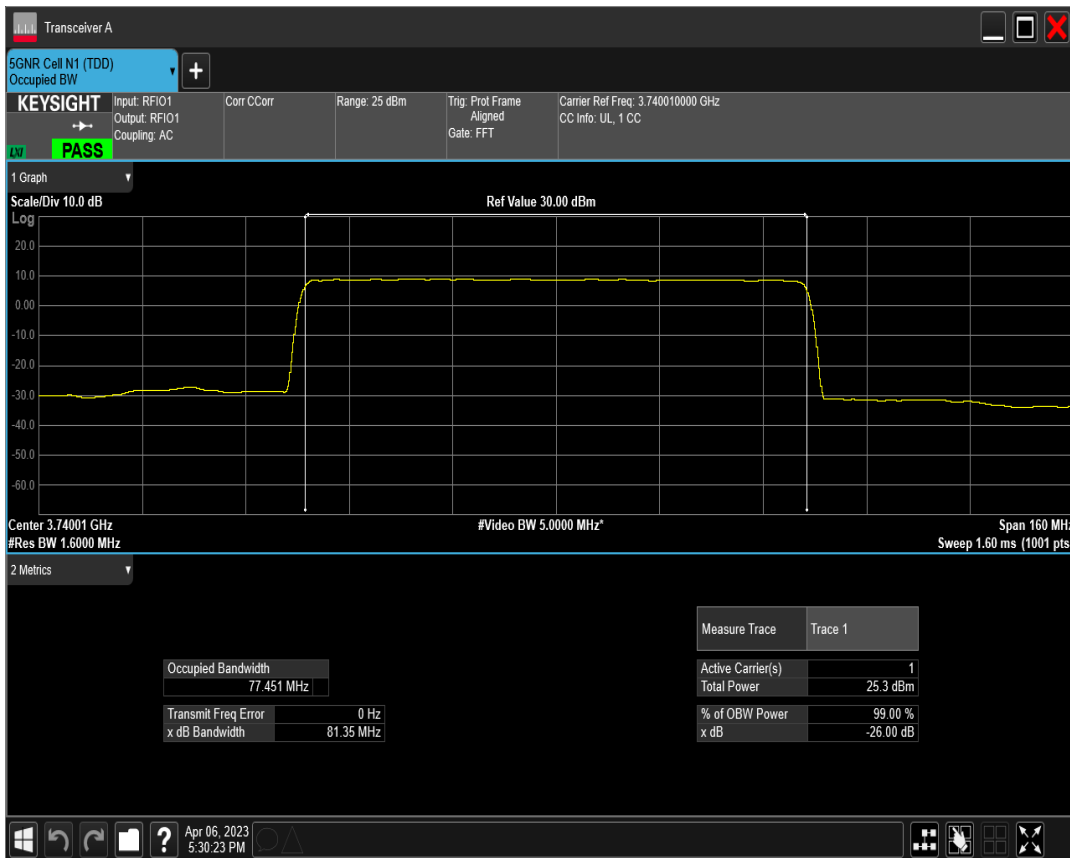 Transceiver A
5GNR Cell N1 (TDD)
Occupied BW
+
KEYSIGHT
LXI
PASS
Input: RFIO1
Output: RFIO1
Coupling: AC
Corr CCorr
Range: 25 dBm
Trig: Prot Frame
Aligned
Gate: FFT
Carrier Ref Freq: 3.740010000 GHz
CC Info: UL, 1 CC
1 Graph
Scale/Div 10.0 dB
Ref Value 30.00 dBm
Log
20.0
10.0
0.00
-10.0
-20.0
-30.0
-40.0
-50.0
-60.0
Center 3.74001 GHz
#Video BW 5.0000 MHz*
Span 160 MHz
#Res BW 1.6000 MHz
Sweep 1.60 ms (1001 pts
2 Metrics
Measure Trace Trace 1
Occupied Bandwidth
77.451 MHz
Active Carrier(s) 1
Total Power 25.3 dBm
Transmit Freq Error 0 Hz
x dB Bandwidth 81.35 MHz
% of OBW Power 99.00 %
x dB -26.00 dB
?
Apr 06, 2023
5:30:23 PM